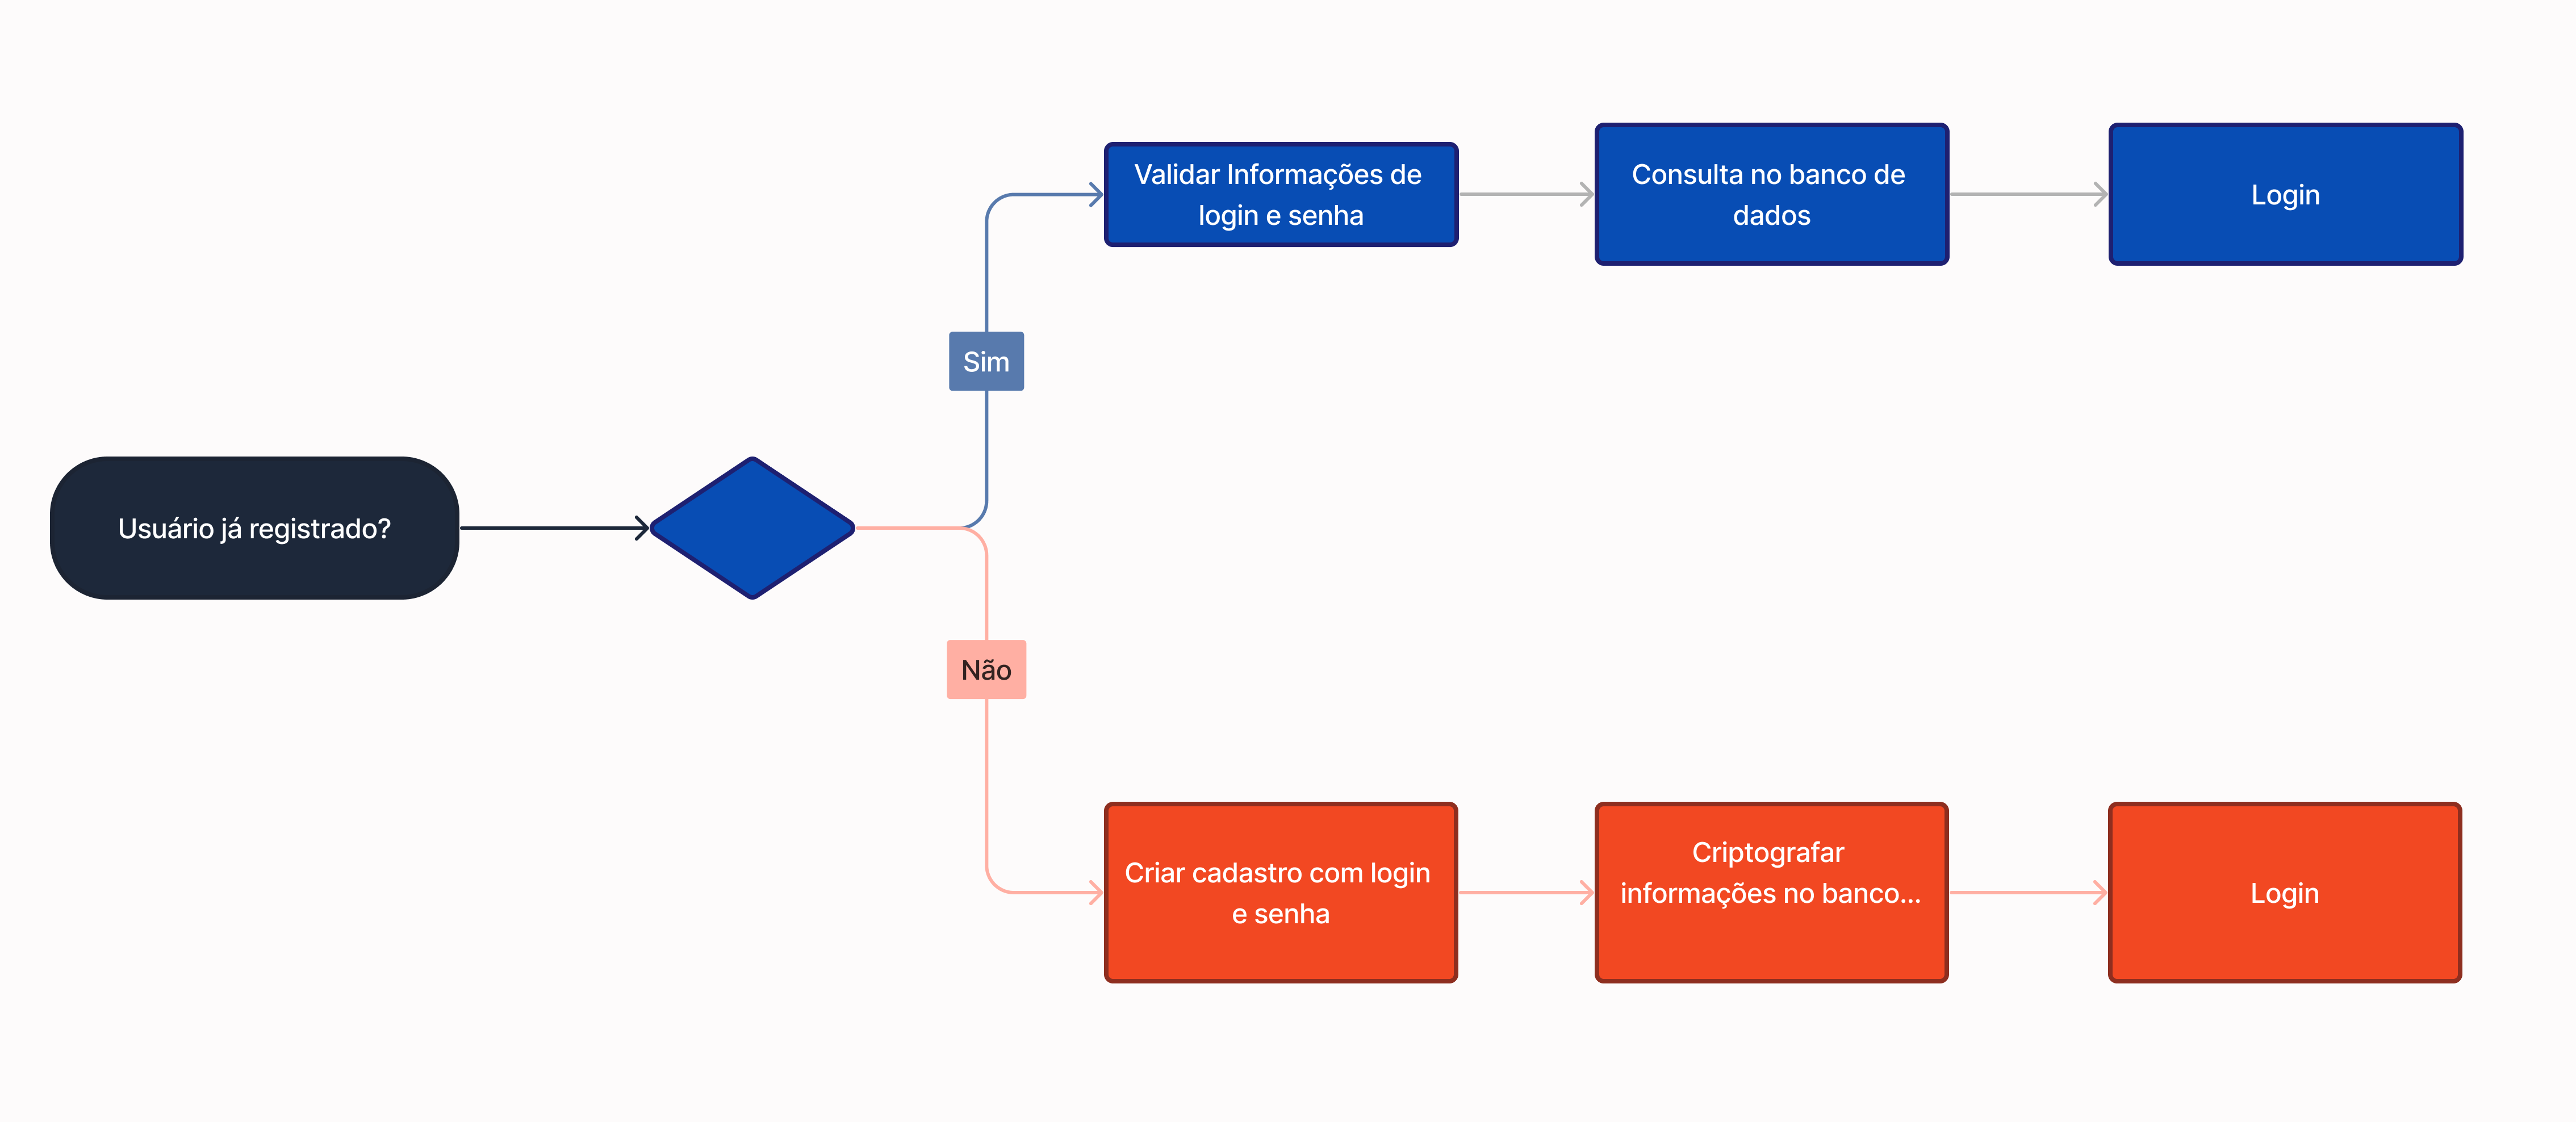 Usuário já registrado?
Sim
Validar Informações de
login e senha
Consulta no banco de
dados
Login
Não
Criar cadastro com login
e senha
Criptografar
informações no banco...
Login